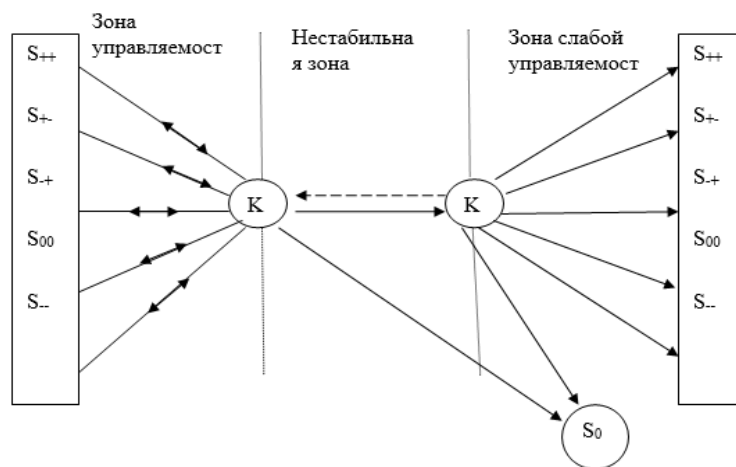 Зона
управляемост
Нестабильна
я зона
Зона слабой
управляемост
S₊₊
S₊₋
S₋₊
S₀₀
S₋₋
K
K
S₊₊
S₊₋
S₋₊
S₀₀
S₋₋
S₀